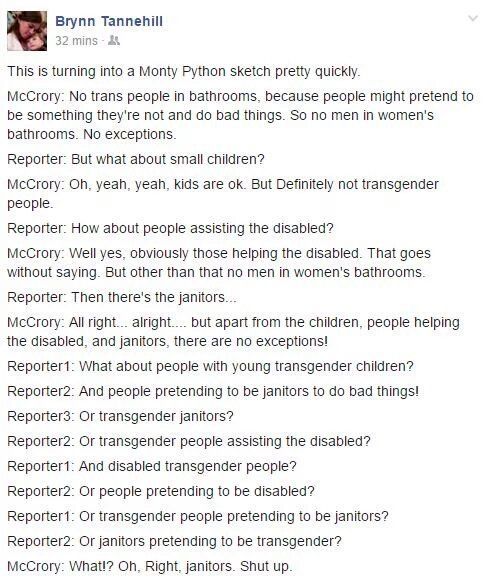 Brynn Tannehill
32 mins ·
This is turning into a Monty Python sketch pretty quickly.
McCrory: No trans people in bathrooms, because people might pretend to
be something they're not and do bad things. So no men in women's
bathrooms. No exceptions.
Reporter: But what about small children?
McCrory: Oh, yeah, yeah, kids are ok. But Definitely not transgender
people.
Reporter: How about people assisting the disabled?
McCrory: Well yes, obviously those helping the disabled. That goes
without saying. But other than that no men in women's bathrooms.
Reporter: Then there's the janitors...
McCrory: All right... alright.... but apart from the children, people helping
the disabled, and janitors, there are no exceptions!
Reporter1: What about people with young transgender children?
Reporter2: And people pretending to be janitors to do bad things!
Reporter3: Or transgender janitors?
Reporter2: Or transgender people assisting the disabled?
Reporter1: And disabled transgender people?
Reporter2: Or people pretending to be disabled?
Reporter1: Or transgender people pretending to be janitors?
Reporter2: Or janitors pretending to be transgender?
McCrory: What!? Oh, Right, janitors. Shut up.